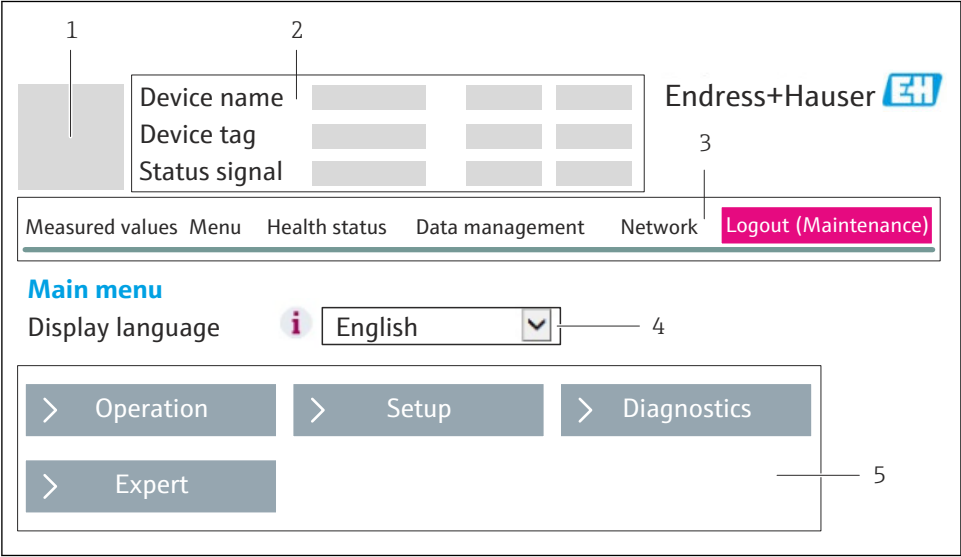 1
2
Device name
Endress+Hauser EH
Device tag
3
Status signal
Measured values Menu Health status Data management Network Logout (Maintenance)
Main menu
Display language i English 4
Operation Setup Diagnostics
Expert 5